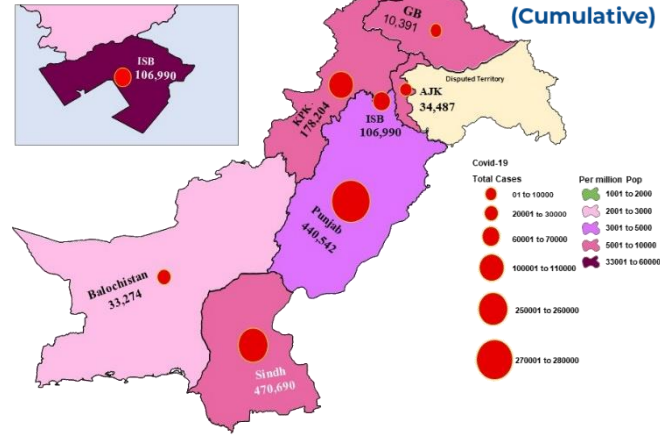 (Cumulative)
ISB
106,990
GB
10,391
Disputed Territory
AJK
34,487
KPK
178,204
ISB
106,990
Punjab
440,542
Balochistan
33,274
Sindh
470,690
Covid-19
Total Cases
01 to 10000
20001 to 30000
60001 to 70000
100001 to 110000
250001 to 260000
270001 to 280000
Per million Pop
1001 to 2000
2001 to 3000
3001 to 5000
5001 to 10000
33001 to 60000